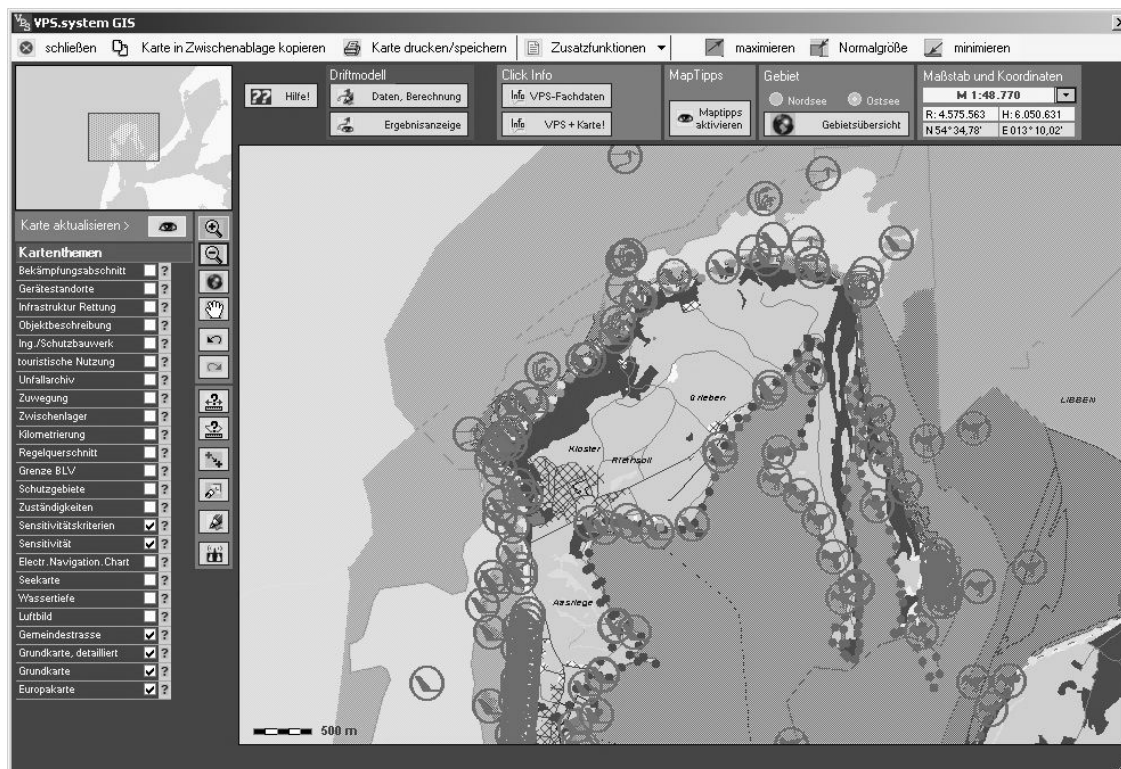 VPS VPS.system GIS
schließen Karte in Zwischenablage kopieren Karte drucken/speichern Zusatzfunktionen maximieren Normalgröße minimieren
Driftmodell Click Info MapTipps Gebiet Maßstab und Koordinaten
?? Hilfe! Daten, Berechnung Info VPS-Fachdaten Nordsee Ostsee M 1:48.770
Ergebnisanzeige Info VPS + Karte! Maptipps aktivieren Gebietsübersicht R: 4.575.563 H: 6.050.631
N 54° 34,78' E 013° 10,02'
Karte aktualisieren >
Kartenthemen
Bekämpfungsabschnitt ?
Gerätestandorte ?
Infrastruktur Rettung ?
Objektbeschreibung ?
Ing./Schutzbauwerk ?
touristische Nutzung ?
Unfallarchiv ?
Zuwegung ?
Zwischenlager ?
Kilometrierung ?
Regelquerschnitt ?
Grenze BLV ?
Schutzgebiete ?
Zuständigkeiten ?
Sensitivitätskriterien ?
Sensitivität ?
Electr.Navigation.Chart ?
Seekarte ?
Wassertiefe ?
Luftbild ?
Gemeindestrasse ?
Grundkarte, detailliert ?
Grundkarte ?
Europakarte ?
Grieben
LIBBEN
Kloster
500 m